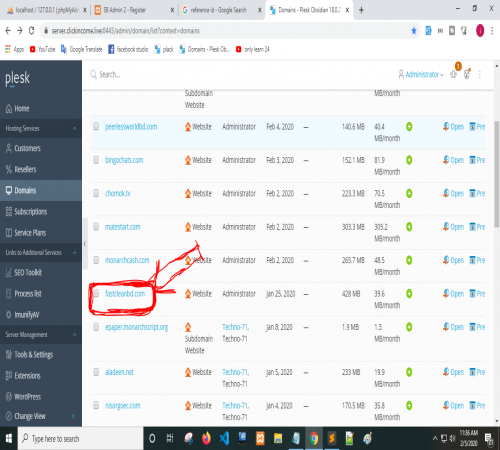 localhost / 127.0.0.1 | phpMyAd
SB Admin 2 - Register
reference id - Google Search
Domains - Plesk Obsidian 18.0.2
server.clickincome.live:8443/admin/domain/list?context=domains
Apps
YouTube
Google Translate
facebook studio
plack
Domains - Plesk Ob...
only learn 24
plesk
Search...
Administrator
Home
Hosting Services
Customers
Resellers
Domains
Subscriptions
Service Plans
Links to Additional Services
SEO Toolkit
Process list
ImunifyAV
Server Management
Tools & Settings
Extensions
WordPress
Change View
Subdomain MB/month
Website
peerlessworldbd.com Website Administrator Feb 4, 2020 — 140.6 MB 40.4 MB/month Open Pre
bingochats.com Website Administrator Feb 3, 2020 — 152.1 MB 81.9 MB/month Open Pre
chomok.tv Website Administrator Feb 2, 2020 — 223.3 MB 70.5 MB/month Open Pre
matestart.com Website Administrator Feb 2, 2020 — 303.3 MB 305.2 MB/month Open Pre
monarchcash.com Website Administrator Feb 2, 2020 — 265.7 MB 48.5 MB/month Open Pre
fastcleanbd.com Website Administrator Jan 25, 2020 — 428 MB 39.6 MB/month Open Pre
epaper.monarchscript.org Subdomain Website Techno-71, Techno-71 Jan 8, 2020 — 1.9 MB 1.3 MB/month Open Pre
aladeen.net Website Techno-71, Techno-71 Jan 5, 2020 — 233 MB 19.9 MB/month Open Pre
nisorgoec.com Website Techno-71, Techno-71 Jan 4, 2020 — 170.5 MB 35.8 MB/month Open Pre
Type here to search
11:36 AM
2/5/2020